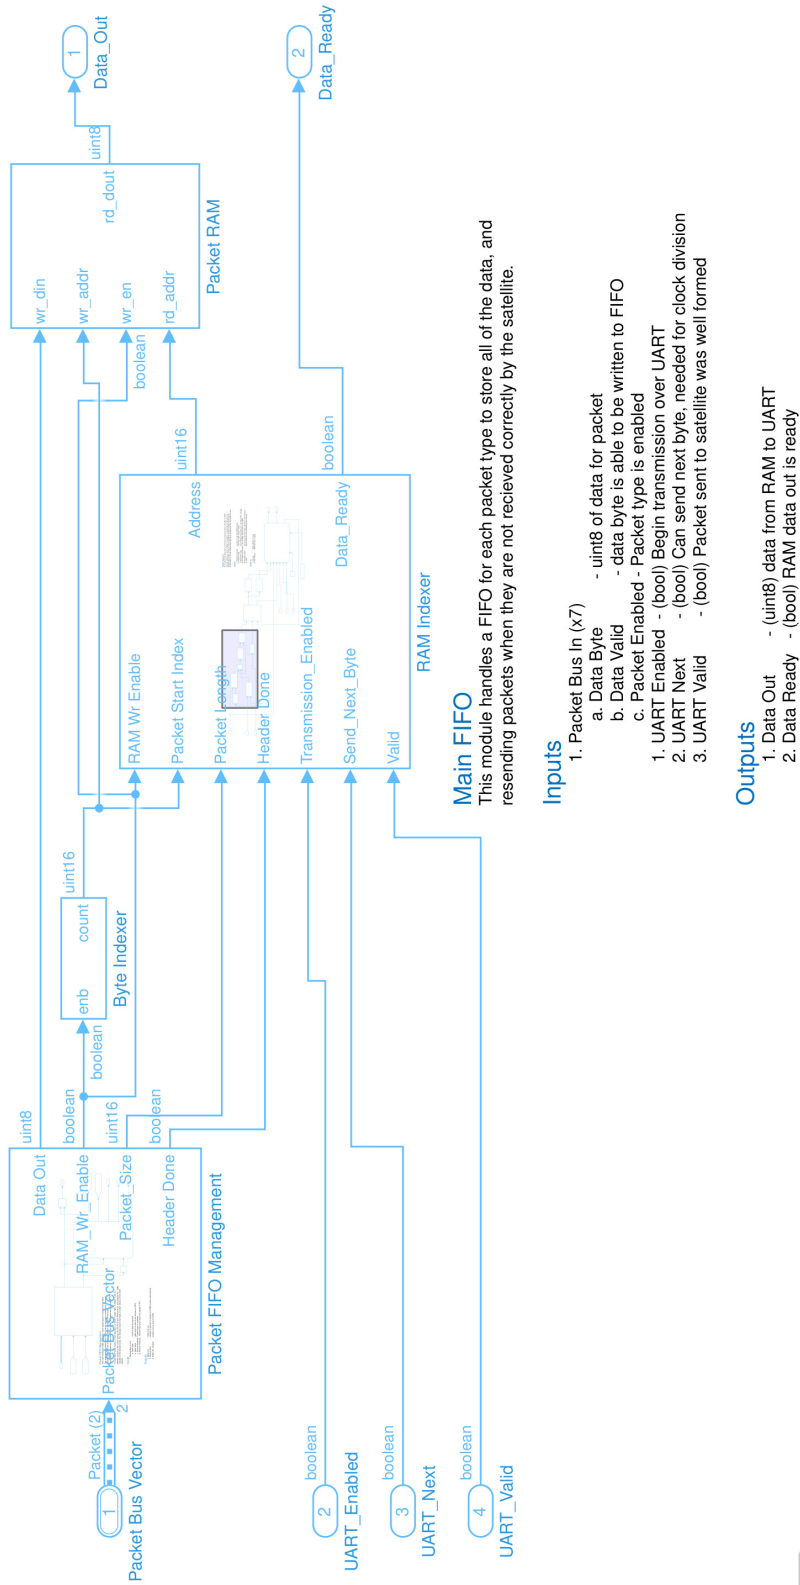 Packet (2)
2
1
Packet Bus Vector
Packet Bus Vector
Data Out
RAM_Wr_Enable
Packet_Size
Header Done
Packet FIFO Management
uint8
boolean
uint16
boolean
boolean
enb
count
Byte Indexer
uint16
RAM Wr Enable
Packet Start Index
Packet Length
Header Done
Transmission_Enabled
Send_Next_Byte
Valid
Address
Data_Ready
RAM Indexer
uint16
boolean
boolean
wr_din
wr_addr
wr_en
rd_addr
rd_dout
Packet RAM
uint8
1
Data_Out
2
Data_Ready
2
boolean
UART_Enabled
3
boolean
UART_Next
4
boolean
UART_Valid
Main FIFO
This module handles a FIFO for each packet type to store all of the data, and
resending packets when they are not recieved correctly by the satellite.
Inputs
1. Packet Bus In (x7)
a. Data Byte - uint8 of data for packet
b. Data Valid - data byte is able to be written to FIFO
c. Packet Enabled - Packet type is enabled
1. UART Enabled - (bool) Begin transmission over UART
2. UART Next - (bool) Can send next byte, needed for clock division
3. UART Valid - (bool) Packet sent to satellite was well formed
Outputs
1. Data Out - (uint8) data from RAM to UART
2. Data Ready - (bool) RAM data out is ready